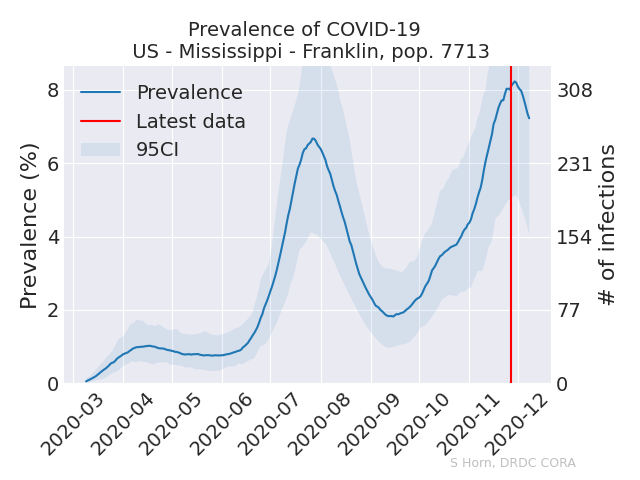 Prevalence of COVID-19
US - Mississippi - Franklin, pop. 7713
Prevalence
Latest data
95CI
Prevalence (%)
8
6
4
2
0
# of infections
308
231
154
77
0
2020-03
2020-04
2020-05
2020-06
2020-07
2020-08
2020-09
2020-10
2020-11
2020-12
S Horn, DRDC CORA